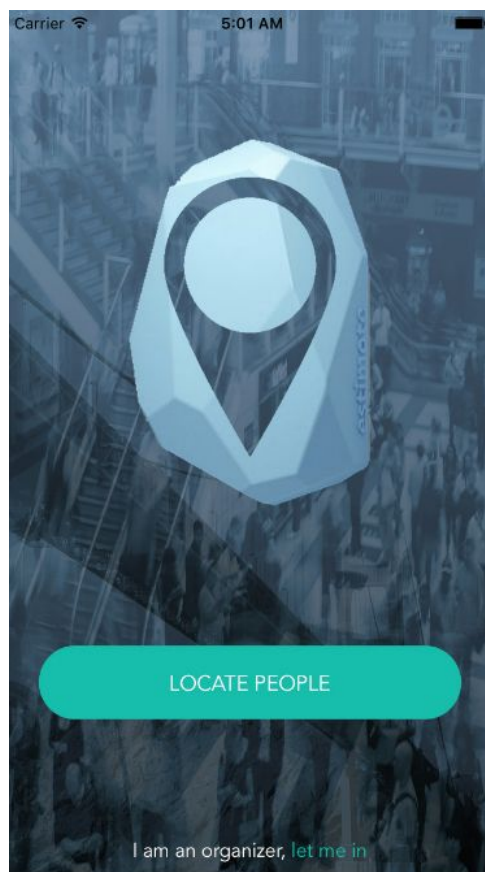 Carrier 5:01 AM
estimote
LOCATE PEOPLE
I am an organizer, let me in